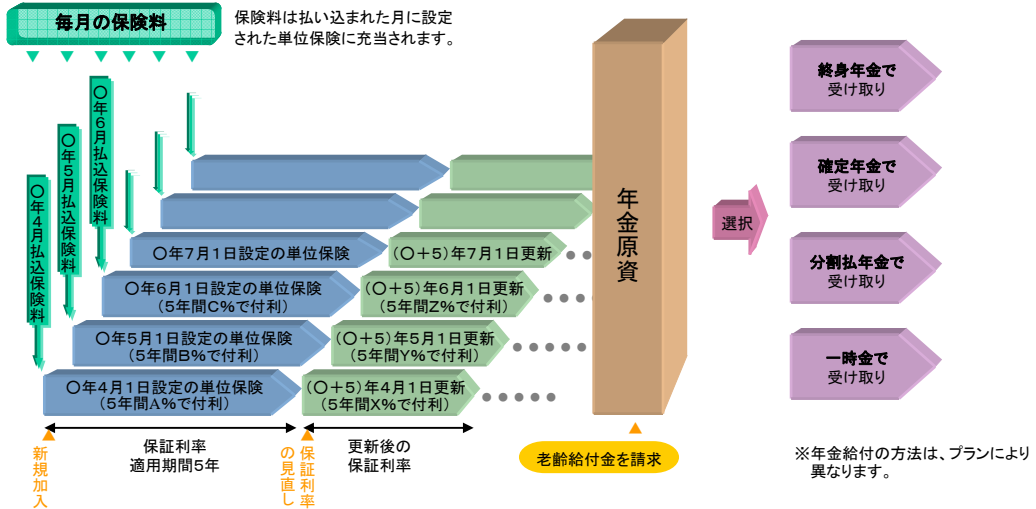 毎月の保険料
保険料は払い込まれた月に設定
された単位保険に充当されます。
〇年6月払込保険料
〇年5月払込保険料
〇年4月払込保険料
〇年7月1日設定の単位保険
(〇+5)年7月1日更新
〇年6月1日設定の単位保険
(5年間C%で付利)
(〇+5)年6月1日更新
(5年間Z%で付利)
〇年5月1日設定の単位保険
(5年間B%で付利)
(〇+5)年5月1日更新
(5年間Y%で付利)
〇年4月1日設定の単位保険
(5年間A%で付利)
(〇+5)年4月1日更新
(5年間X%で付利)
新規加入
保証利率
適用期間5年
保証利率
の見直し
更新後の
保証利率
年金原資
老齢給付金を請求
選択
終身年金で
受け取り
確定年金で
受け取り
分割払年金で
受け取り
一時金で
受け取り
※年金給付の方法は、プランにより
異なります。